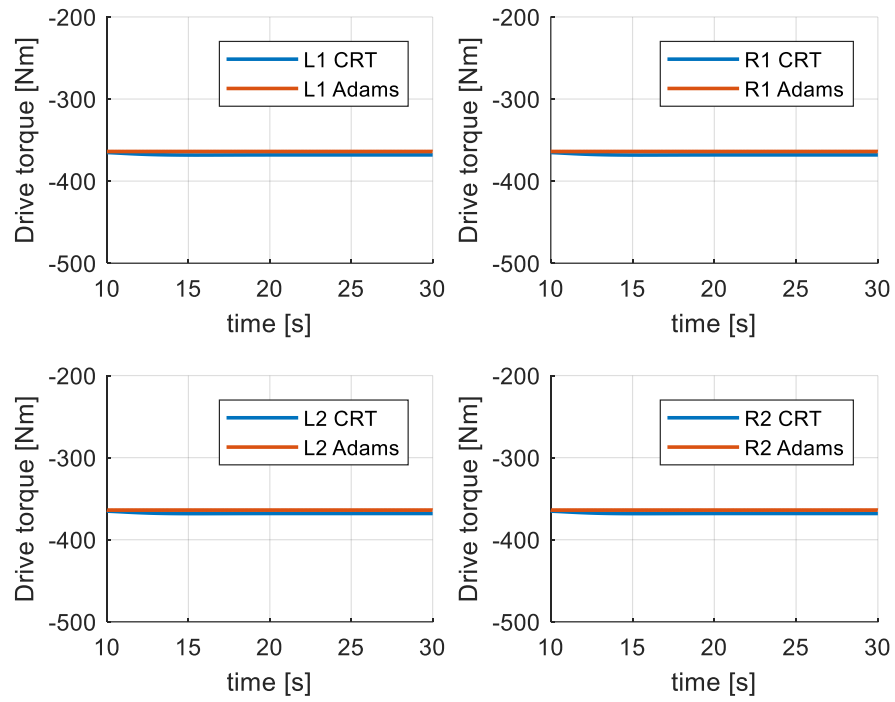 Drive torque [Nm]
-200
-300
-400
-500
L1 CRT
L1 Adams
10 15 20 25 30
time [s]
Drive torque [Nm]
-200
-300
-400
-500
R1 CRT
R1 Adams
10 15 20 25 30
time [s]
Drive torque [Nm]
-200
-300
-400
-500
L2 CRT
L2 Adams
10 15 20 25 30
time [s]
Drive torque [Nm]
-200
-300
-400
-500
R2 CRT
R2 Adams
10 15 20 25 30
time [s]